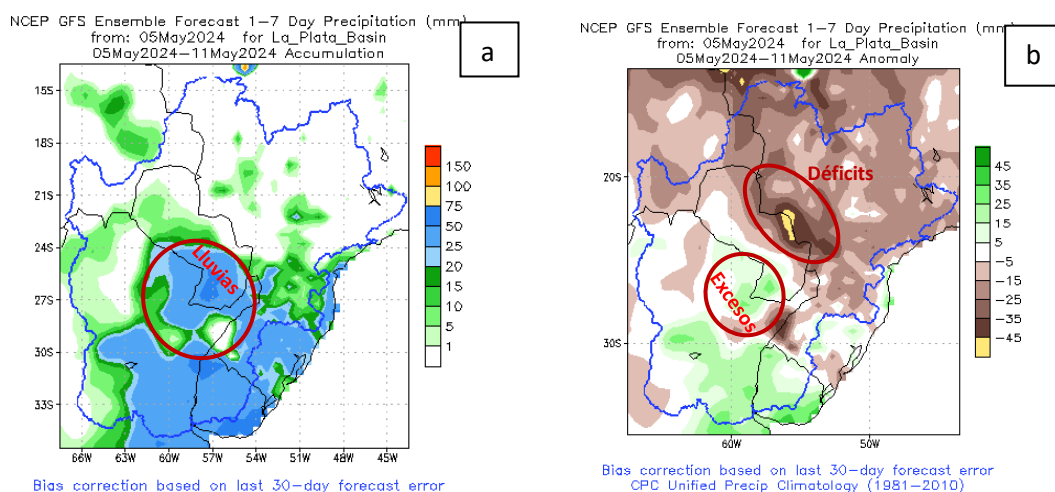 NCEP GFS Ensemble Forecast 1-7 Day Precipitation (mm)
from: 05May2024 for La_Plata_Basin
05May2024-11May2024 Accumulation
a
15S
18S
21S
24S
27S
30S
33S
66W 63W 60W 57W 54W 51W 48W 45W
Lluvias
150
100
75
50
25
20
15
10
5
1
Bias correction based on last 30-day forecast error
NCEP GFS Ensemble Forecast 1-7 Day Precipitation (mm)
from: 05May2024 for La_Plata_Basin
05May2024-11May2024 Anomaly
b
20S
30S
60W 50W
Déficits
Excesos
45
35
25
15
5
-5
-15
-25
-35
-45
Bias correction based on last 30-day forecast error
CPC Unified Precip Climatology (1981-2010)